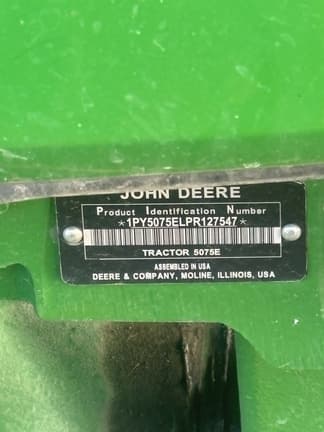 JOHN DEERE
Product Identification Number
*1PY5075ELPR127547*
TRACTOR 5075E
ASSEMBLED IN USA
DEERE & COMPANY, MOLINE, ILLINOIS, USA